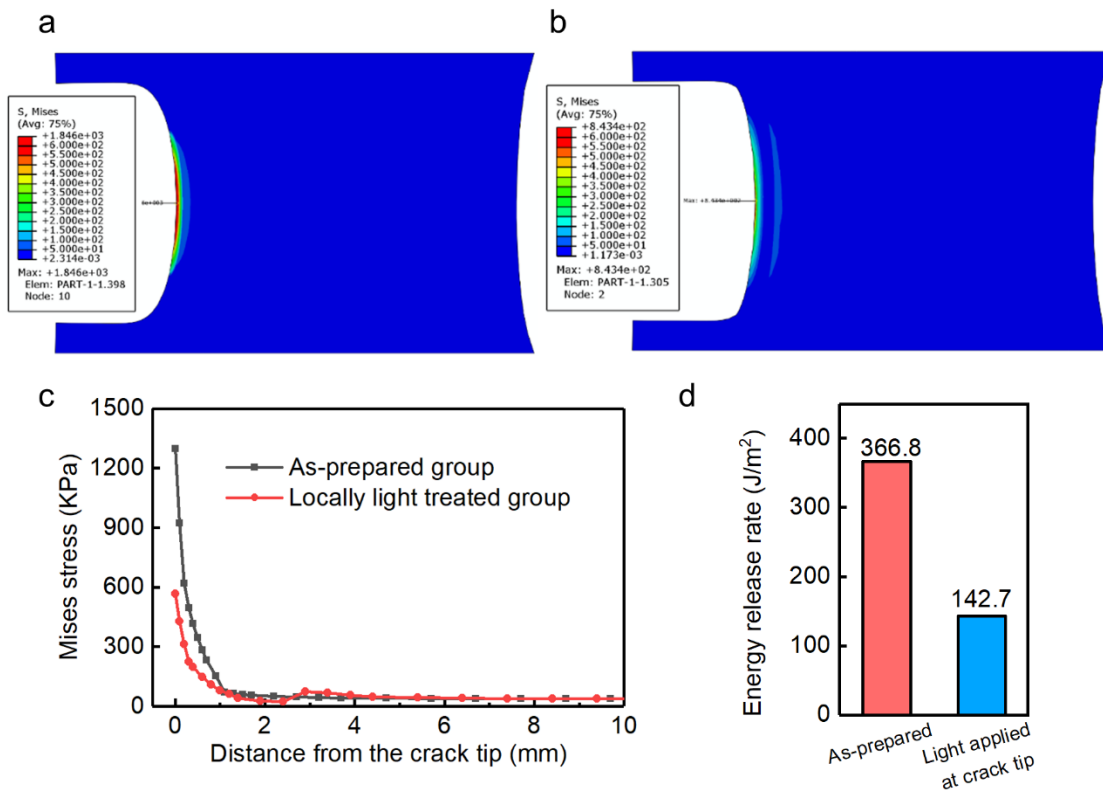 a
S, Mises
(Avg: 75%)
+1.846e+03
+6.000e+02
+5.500e+02
+5.000e+02
+4.500e+02
+4.000e+02
+3.500e+02
+3.000e+02
+2.500e+02
+2.000e+02
+1.500e+02
+1.000e+02
+5.000e+01
+2.314e-03
Max: +1.846e+03
Elem: PART-1-1.398
Node: 10
b
S, Mises
(Avg: 75%)
+8.434e+02
+6.000e+02
+5.500e+02
+5.000e+02
+4.500e+02
+4.000e+02
+3.500e+02
+3.000e+02
+2.500e+02
+2.000e+02
+1.500e+02
+1.000e+02
+5.000e+01
+1.173e-03
Max: +8.434e+02
Elem: PART-1-1.305
Node: 2
c
Mises stress (KPa)
1500
1200
900
600
300
0
As-prepared group
Locally light treated group
0 2 4 6 8 10
Distance from the crack tip (mm)
d
Energy release rate (J/m²)
400
300
200
100
0
366.8
142.7
As-prepared
Light applied
at crack tip